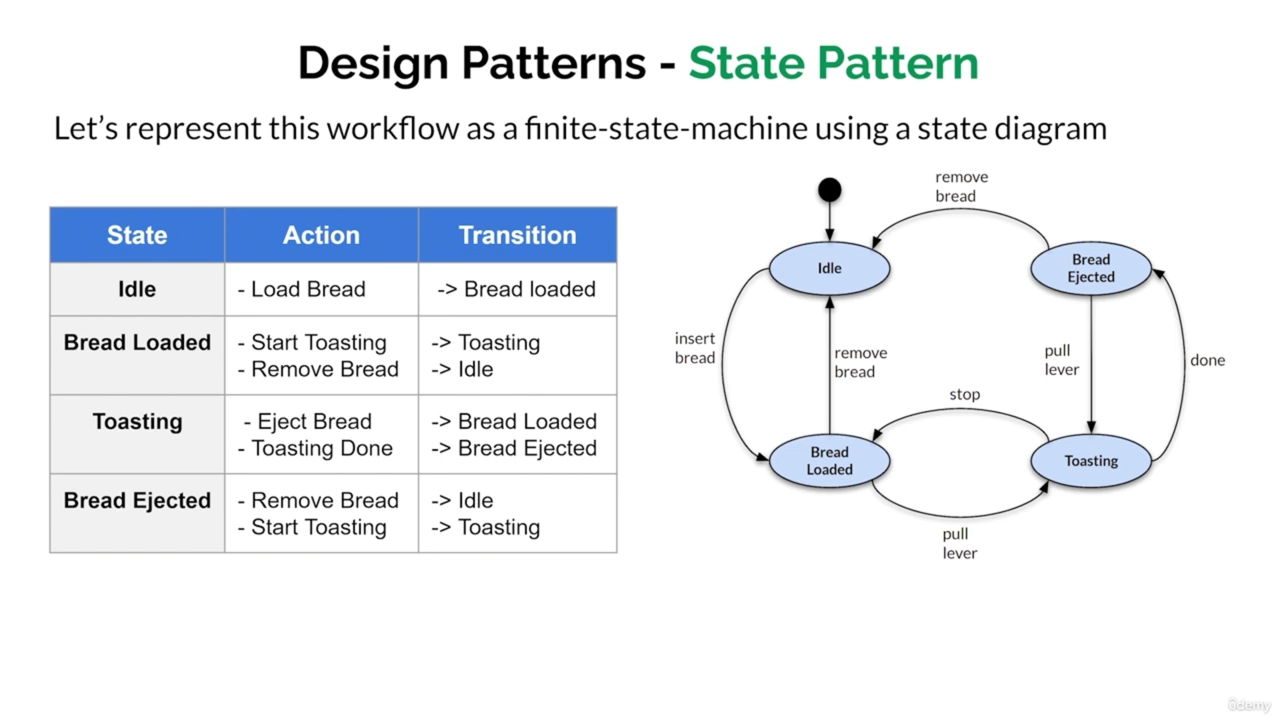 Design Patterns - State Pattern
Let's represent this workflow as a finite-state-machine using a state diagram
State Action Transition
Idle - Load Bread -> Bread loaded
Bread Loaded - Start Toasting -> Toasting
- Remove Bread -> Idle
Toasting - Eject Bread -> Bread Loaded
- Toasting Done -> Bread Ejected
Bread Ejected - Remove Bread -> Idle
- Start Toasting -> Toasting
remove
bread
Idle
Bread
Ejected
insert
bread
remove
bread
pull
lever
done
stop
Bread
Loaded
Toasting
pull
lever
ûdemy